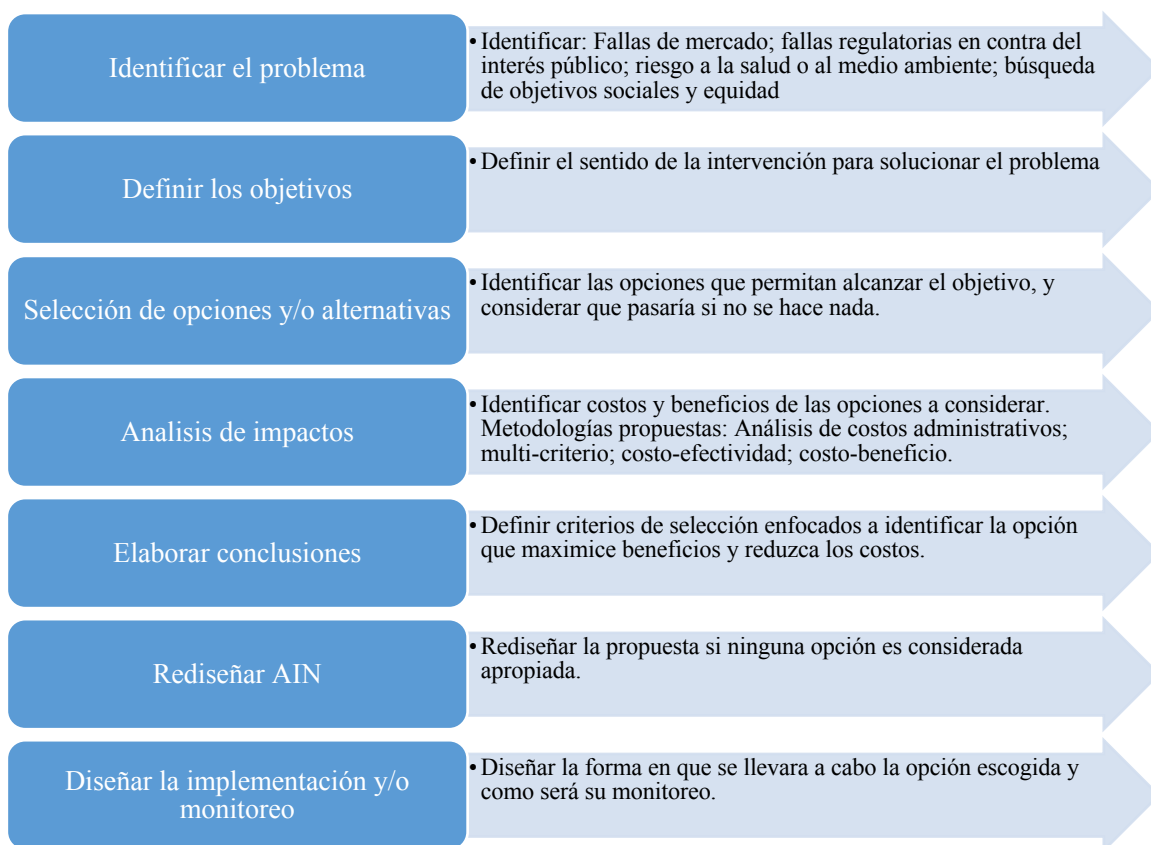 Identificar el problema
• Identificar: Fallas de mercado; fallas regulatorias en contra del
interés público; riesgo a la salud o al medio ambiente; búsqueda
de objetivos sociales y equidad
Definir los objetivos
• Definir el sentido de la intervención para solucionar el problema
Selección de opciones y/o alternativas
• Identificar las opciones que permitan alcanzar el objetivo, y
considerar que pasaría si no se hace nada.
Analisis de impactos
• Identificar costos y beneficios de las opciones a considerar.
Metodologías propuestas: Análisis de costos administrativos;
multi-criterio; costo-efectividad; costo-beneficio.
Elaborar conclusiones
• Definir criterios de selección enfocados a identificar la opción
que maximice beneficios y reduzca los costos.
Rediseñar AIN
• Rediseñar la propuesta si ninguna opción es considerada
apropiada.
Diseñar la implementación y/o
monitoreo
• Diseñar la forma en que se llevara a cabo la opción escogida y
como será su monitoreo.